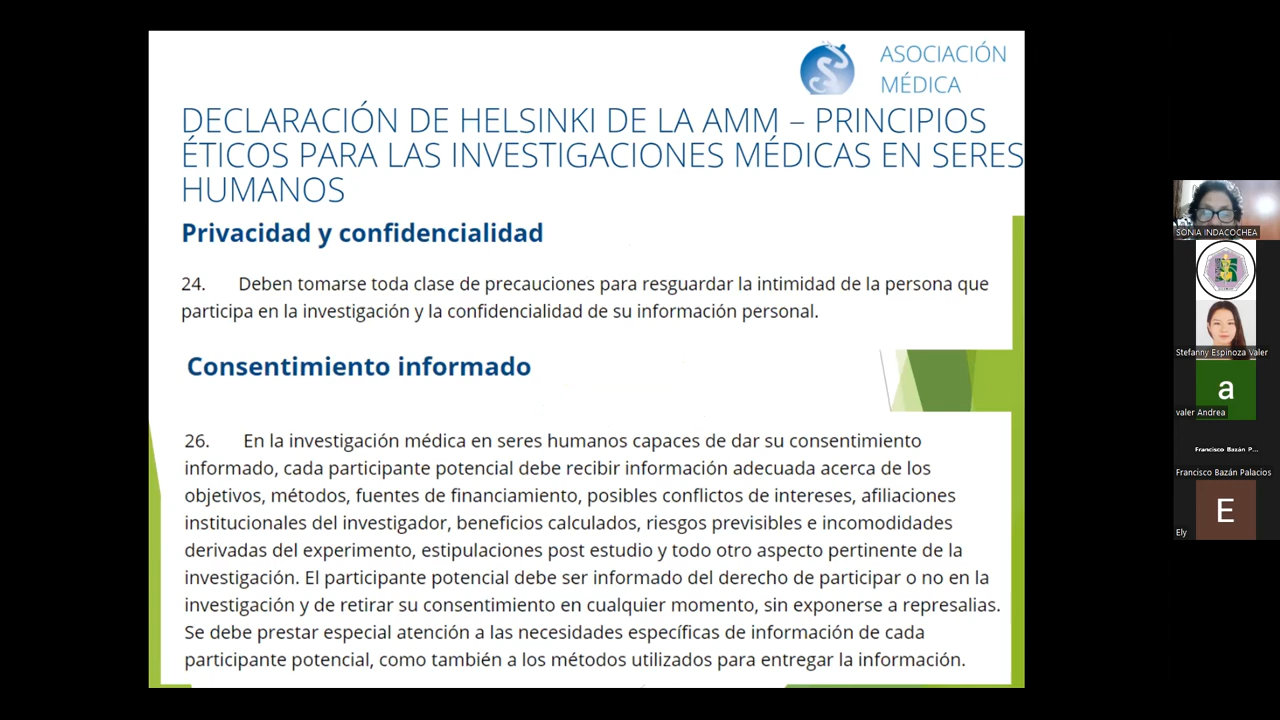 ASOCIACIÓN
MÉDICA
DECLARACIÓN DE HELSINKI DE LA AMM – PRINCIPIOS
ÉTICOS PARA LAS INVESTIGACIONES MÉDICAS EN SERES
HUMANOS
Privacidad y confidencialidad
24. Deben tomarse toda clase de precauciones para resguardar la intimidad de la persona que
participa en la investigación y la confidencialidad de su información personal.
Consentimiento informado
26. En la investigación médica en seres humanos capaces de dar su consentimiento
informado, cada participante potencial debe recibir información adecuada acerca de los
objetivos, métodos, fuentes de financiamiento, posibles conflictos de intereses, afiliaciones
institucionales del investigador, beneficios calculados, riesgos previsibles e incomodidades
derivadas del experimento, estipulaciones post estudio y todo otro aspecto pertinente de la
investigación. El participante potencial debe ser informado del derecho de participar o no en la
investigación y de retirar su consentimiento en cualquier momento, sin exponerse a represalias.
Se debe prestar especial atención a las necesidades específicas de información de cada
participante potencial, como también a los métodos utilizados para entregar la información.
SONIA INDACOCHEA
Stefanny Espinoza Valer
a
valer Andrea
Francisco Bazán P...
Francisco Bazán Palacios
E
Ely